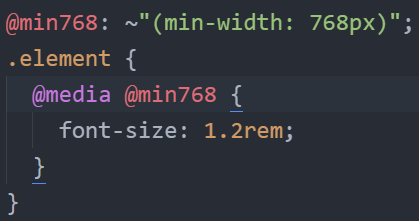 @min768: ~"(min-width: 768px)";
.element {
  @media @min768 {
    font-size: 1.2rem;
  }
}